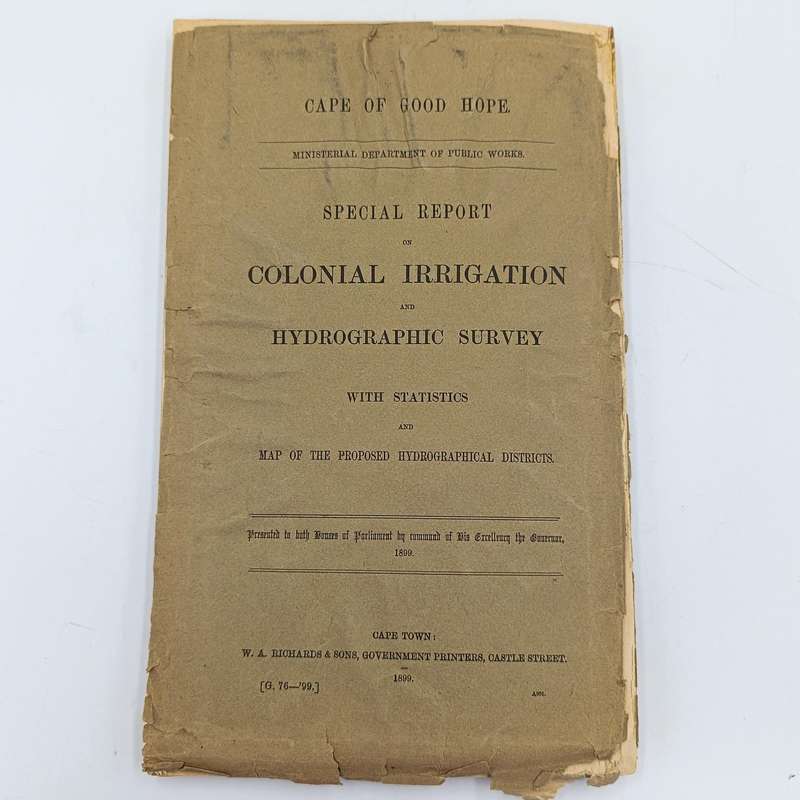 CAPE OF GOOD HOPE.
MINISTERIAL DEPARTMENT OF PUBLIC WORKS.
SPECIAL REPORT
ON
COLONIAL IRRIGATION
AND
HYDROGRAPHIC SURVEY
WITH STATISTICS
AND
MAP OF THE PROPOSED HYDROGRAPHICAL DISTRICTS.
Presented to both Houses of Parliament by command of His Excellency the Governor,
1899.
CAPE TOWN:
W. A. RICHARDS & SONS, GOVERNMENT PRINTERS, CASTLE STREET.
1899.
[G. 76—'99.]